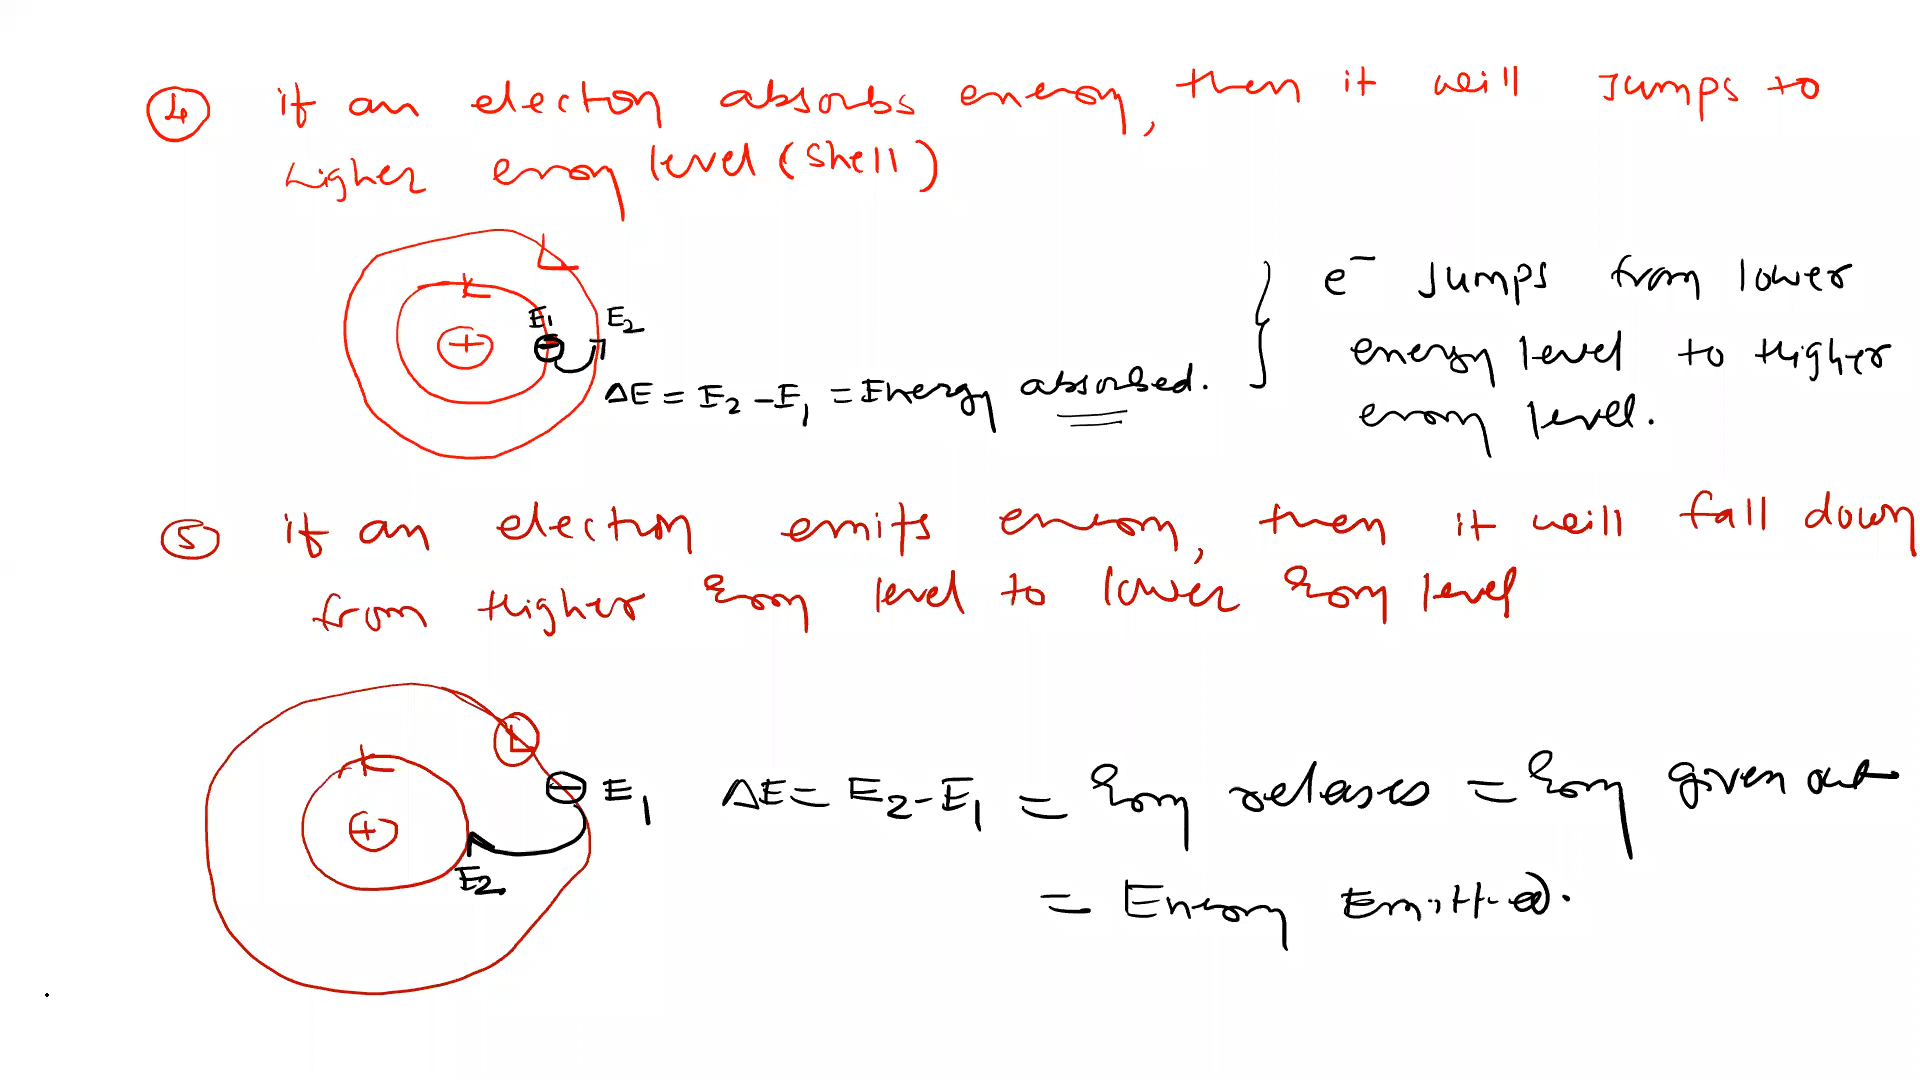 4 if an electron absorbs energy, then it will Jumps to
higher energy level (shell)
L
K
E1 E2
+ -
ΔE = E2 - E1 = Energy absorbed.
e- Jumps from lower
energy level to Higher
energy level.
5 if an electron emits energy, then it will fall down
from Higher Energy level to lower Energy level
L
K
- E1 ΔE = E2 - E1 = Energy releases = Energy given out
+
E2
= Energy Emitted.